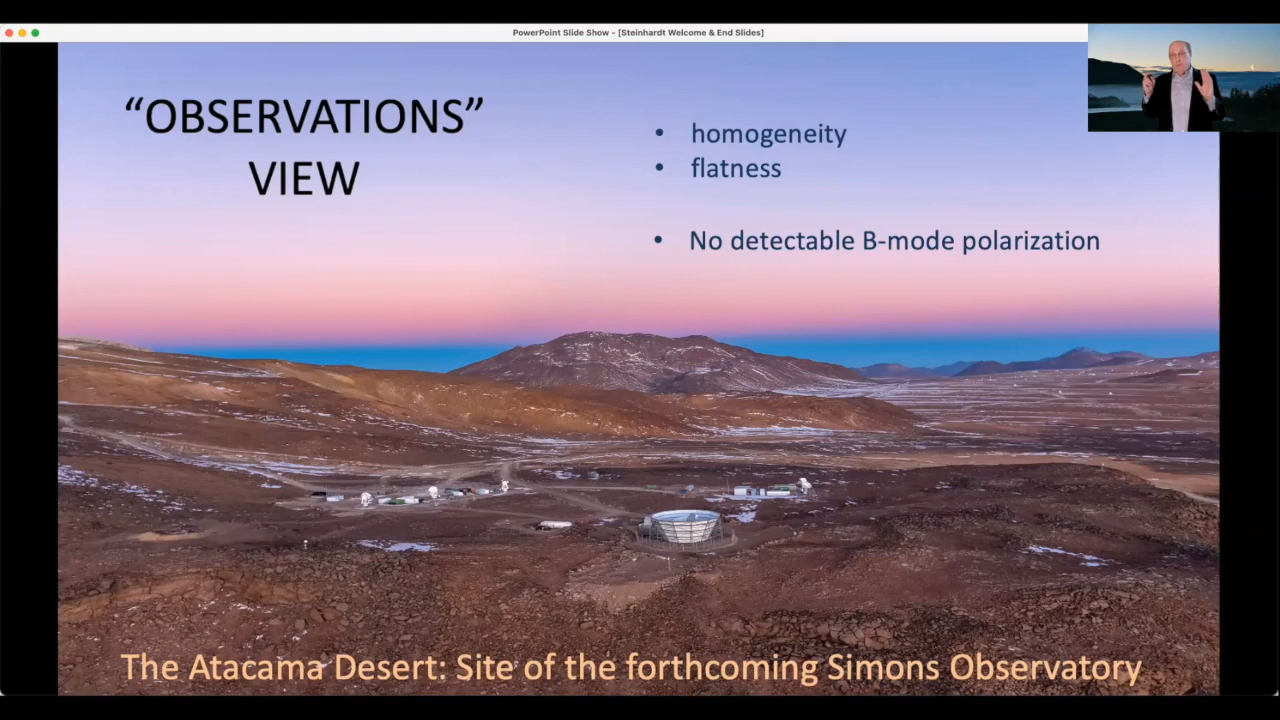 PowerPoint Slide Show - [Steinhardt Welcome & End Slides]
“OBSERVATIONS”
VIEW
• homogeneity
• flatness
• No detectable B-mode polarization
The Atacama Desert: Site of the forthcoming Simons Observatory